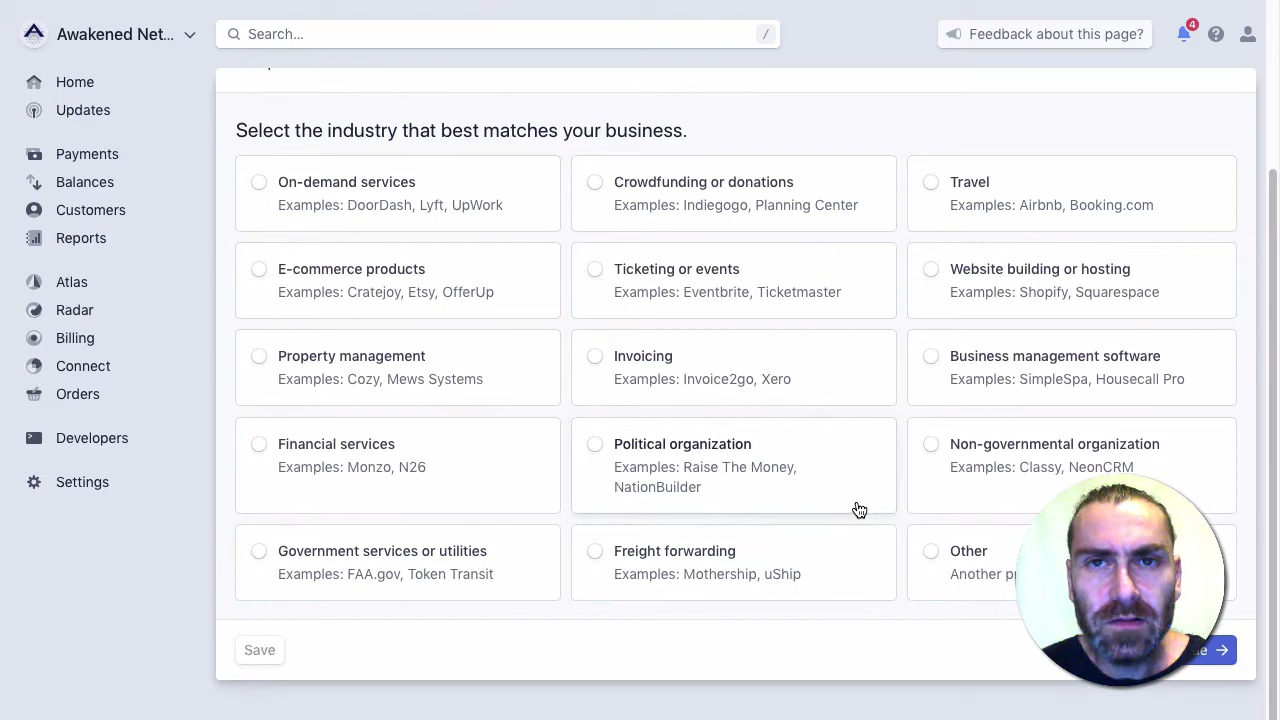 Awakened Net...
Search...
/
Feedback about this page?
4
Home
Updates
Payments
Balances
Customers
Reports
Atlas
Radar
Billing
Connect
Orders
Developers
Settings
Select the industry that best matches your business.
On-demand services
Examples: DoorDash, Lyft, UpWork
Crowdfunding or donations
Examples: Indiegogo, Planning Center
Travel
Examples: Airbnb, Booking.com
E-commerce products
Examples: Cratejoy, Etsy, OfferUp
Ticketing or events
Examples: Eventbrite, Ticketmaster
Website building or hosting
Examples: Shopify, Squarespace
Property management
Examples: Cozy, Mews Systems
Invoicing
Examples: Invoice2go, Xero
Business management software
Examples: SimpleSpa, Housecall Pro
Financial services
Examples: Monzo, N26
Political organization
Examples: Raise The Money,
NationBuilder
Non-governmental organization
Examples: Classy, NeonCRM
Government services or utilities
Examples: FAA.gov, Token Transit
Freight forwarding
Examples: Mothership, uShip
Other
Another
Save